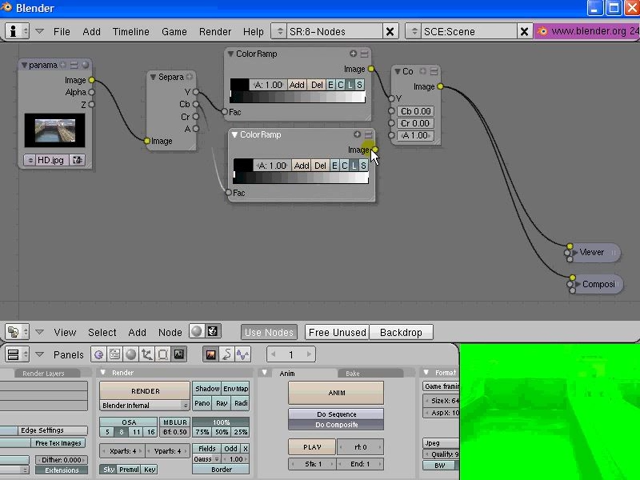 Blender
File Add Timeline Game Render Help SR:8-Nodes SCE:Scene www.blender.org 24
panama
Image
Alpha
Z
HD.jpg
Separa
Y
Cb
Cr
A
Image
ColorRamp
Image
A: 1.00 Add Del E C L S
Fac
ColorRamp
Image
A: 1.00 Add Del E C L S
Fac
Co
Y
Cb 0.00
Cr 0.00
A 1.00
Viewer
Composi
View Select Add Node Use Nodes Free Unused Backdrop
Panels 1
Render Layers
Edge Settings
Free Tex Images
Dither: 0.000
Extensions
Render
RENDER
Blender Internal
Shadow EnvMap
Pano Ray Radi
OSA MBLUR 100%
5 8 11 16 Bf: 0.50 75% 50% 25%
Xparts: 4 Yparts: 4 Fields Odd X
Gauss 1.00
Sky Premul Key Border
Anim Bake
ANIM
Do Sequence
Do Composite
PLAY rt: 0
Sta: 1 End: 1
Format
Game framin
SizeX: 64
AspX: 10
Jpeg
Quality: 9
BW